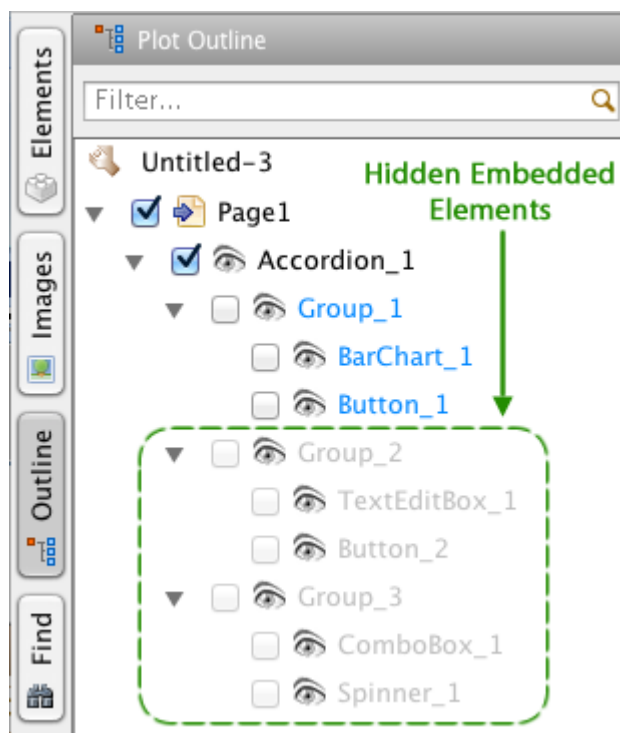 Elements
Images
Outline
Find
Plot Outline
Filter...
Untitled-3
Hidden Embedded
Elements
Page1
Accordion_1
Group_1
BarChart_1
Button_1
Group_2
TextEditBox_1
Button_2
Group_3
ComboBox_1
Spinner_1